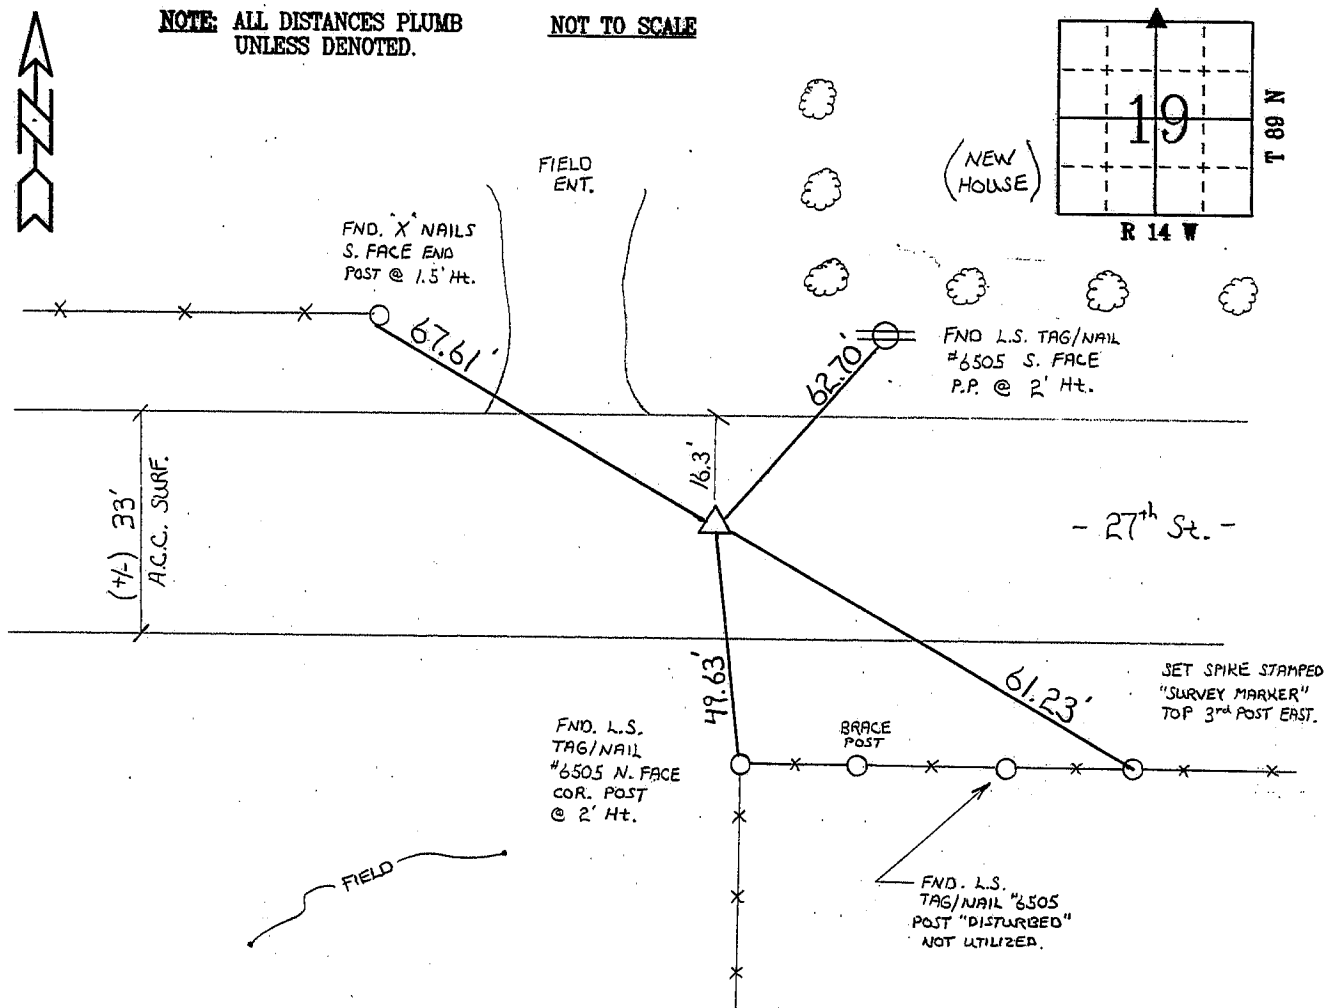 NOTE: ALL DISTANCES PLUMB
UNLESS DENOTED.
NOT TO SCALE
N
19
T 89 N
R 14 W
(NEW
HOUSE)
FIELD
ENT.
FND. "X" NAILS
S. FACE END
POST @ 1.5' Ht.
67.61'
62.70'
FND L.S. TAG/NAIL
#6505 S. FACE
P.P. @ 2' Ht.
16.3'
(+/-) 33'
A.C.C. SURF.
- 27th St. -
49.63'
61.23'
SET SPIKE STAMPED
"SURVEY MARKER"
TOP 3rd POST EAST.
FND. L.S.
TAG/NAIL
#6505 N. FACE
COR. POST
@ 2' Ht.
BRACE
POST
FIELD
FND. L.S.
TAG/NAIL #6505
POST "DISTURBED"
NOT UTILIZED.